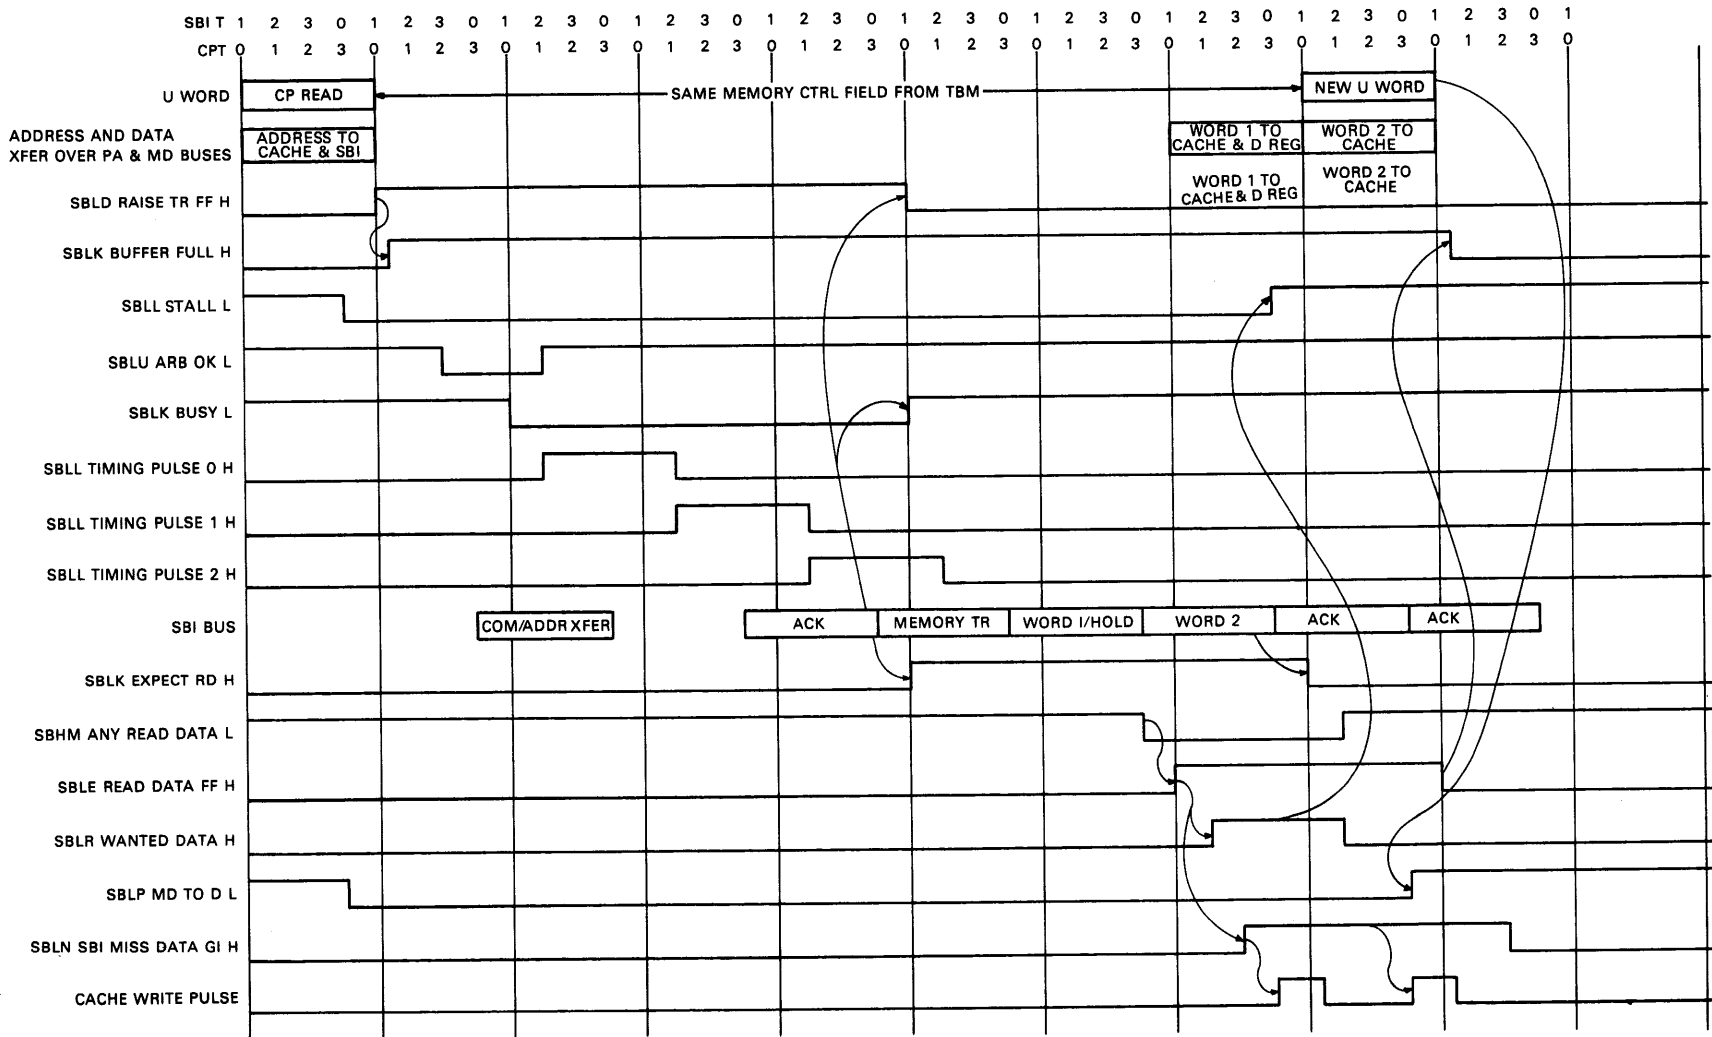 SBI T 1 2 3 0 1 2 3 0 1 2 3 0 1 2 3 0 1 2 3 0 1 2 3 0 1 2 3 0 1 2 3 0 1 2 3 0 1 2 3 0 1
CPT 0 1 2 3 0 1 2 3 0 1 2 3 0 1 2 3 0 1 2 3 0 1 2 3 0 1 2 3 0 1 2 3 0 1 2 3 0 1 2 3 0
U WORD CP READ SAME MEMORY CTRL FIELD FROM TBM NEW U WORD
ADDRESS AND DATA ADDRESS TO WORD 1 TO WORD 2 TO
XFER OVER PA & MD BUSES CACHE & SBI CACHE & D REG CACHE
WORD 1 TO WORD 2 TO
SBLD RAISE TR FF H CACHE & D REG CACHE
SBLK BUFFER FULL H
SBLL STALL L
SBLU ARB OK L
SBLK BUSY L
SBLL TIMING PULSE 0 H
SBLL TIMING PULSE 1 H
SBLL TIMING PULSE 2 H
SBI BUS COM/ADDR XFER ACK MEMORY TR WORD I/HOLD WORD 2 ACK ACK
SBLK EXPECT RD H
SBHM ANY READ DATA L
SBLE READ DATA FF H
SBLR WANTED DATA H
SBLP MD TO D L
SBLN SBI MISS DATA GI H
CACHE WRITE PULSE